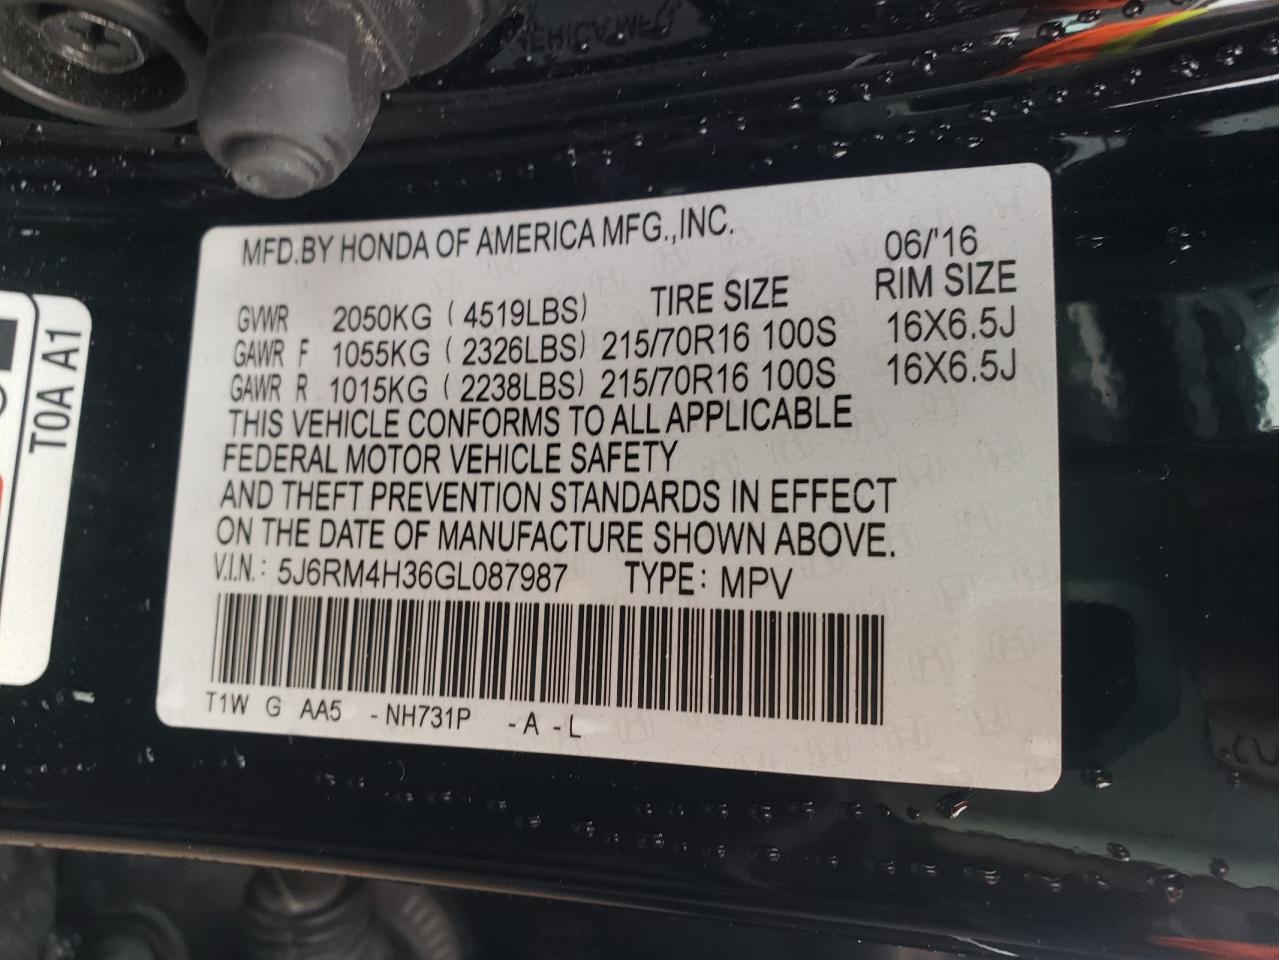 MFD.BY HONDA OF AMERICA MFG.,INC. 06/'16
TIRE SIZE RIM SIZE
GVWR 2050KG ( 4519LBS)
GAWR F 1055KG ( 2326LBS) 215/70R16 100S 16X6.5J
GAWR R 1015KG ( 2238LBS) 215/70R16 100S 16X6.5J
THIS VEHICLE CONFORMS TO ALL APPLICABLE
FEDERAL MOTOR VEHICLE SAFETY
AND THEFT PREVENTION STANDARDS IN EFFECT
ON THE DATE OF MANUFACTURE SHOWN ABOVE.
V.I.N.: 5J6RM4H36GL087987 TYPE: MPV
T1W G AA5 -NH731P -A -L
T0A A1